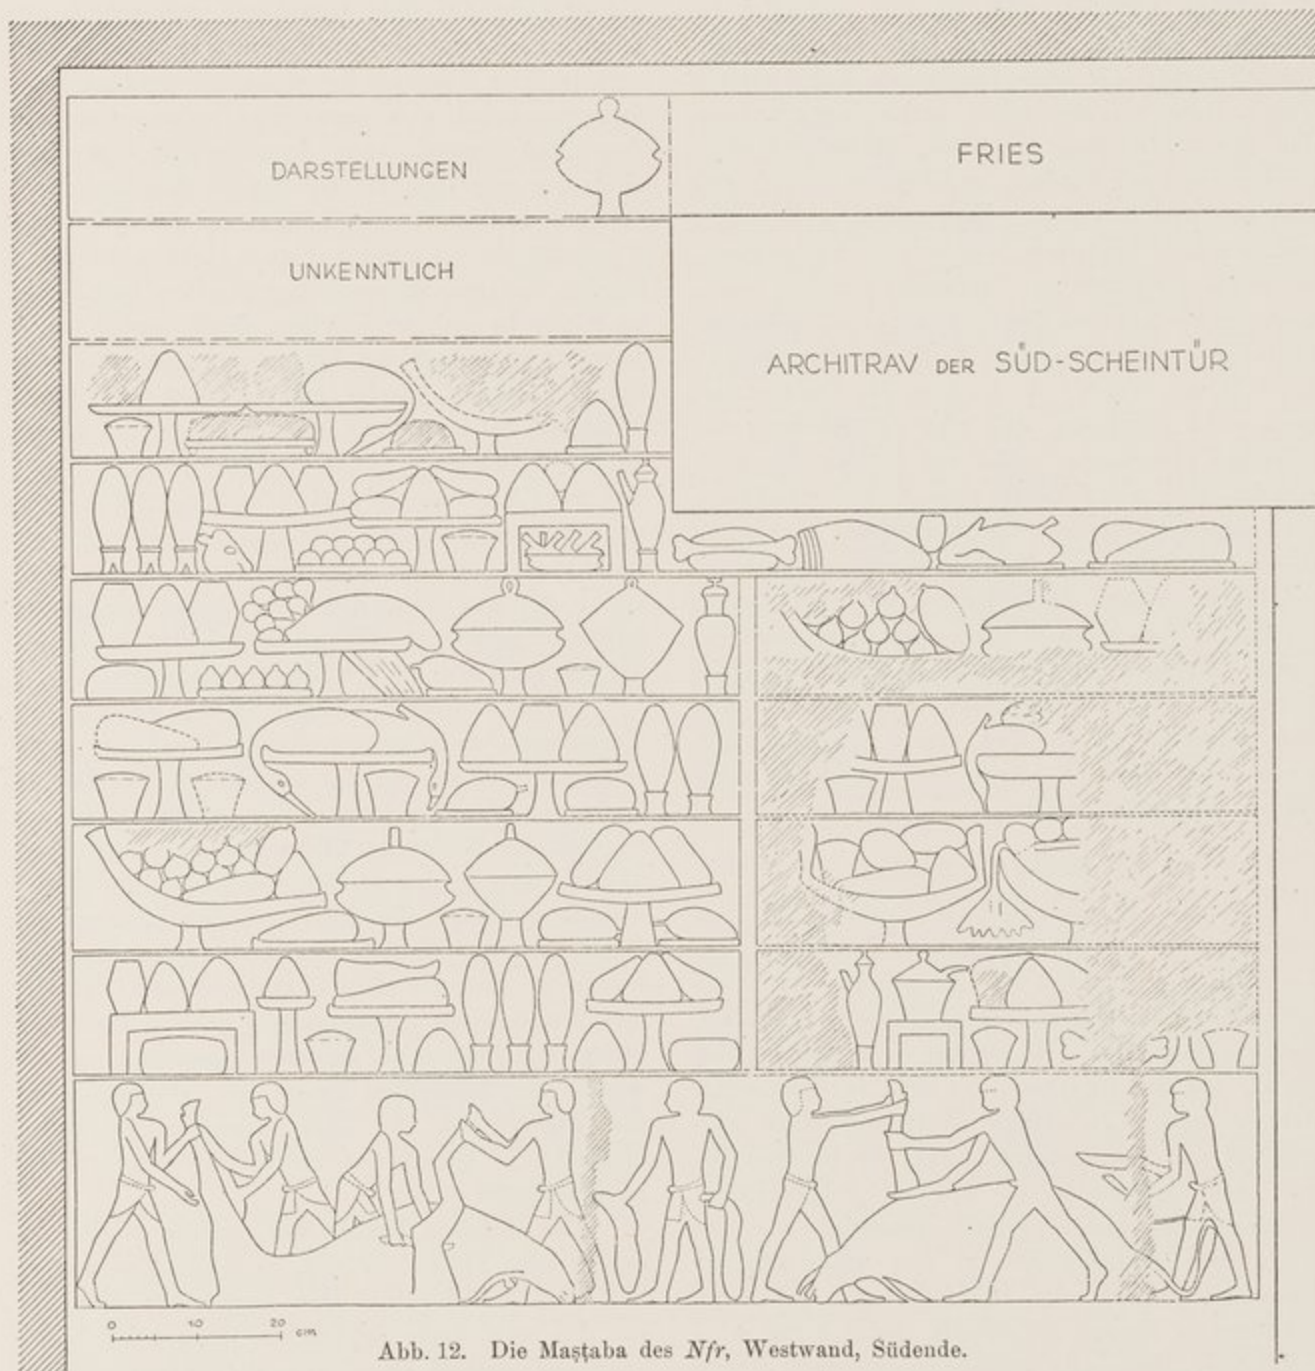 DARSTELLUNGEN
FRIES
UNKENNTLICH
ARCHITRAV DER SÜD-SCHEINTÜR
0 10 20 cm
Abb. 12. Die Maṣṭaba des Nfr, Westwand, Südende.